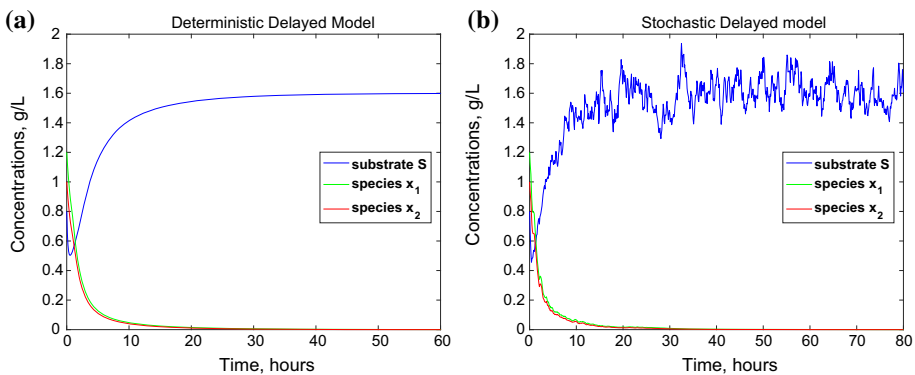 (a)
Deterministic Delayed Model
Concentrations, g/L
2
1.8
1.6
1.4
1.2
1
0.8
0.6
0.4
0.2
0
substrate S
species x1
species x2
0 10 20 30 40 50 60
Time, hours
(b)
Stochastic Delayed model
Concentrations, g/L
2
1.8
1.6
1.4
1.2
1
0.8
0.6
0.4
0.2
0
substrate S
species x1
species x2
0 10 20 30 40 50 60 70 80
Time, hours